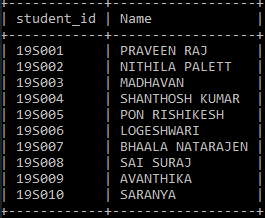 student_id | Name
19S001 | PRAVEEN RAJ
19S002 | NITHILA PALETT
19S003 | MADHAVAN
19S004 | SHANTHOSH KUMAR
19S005 | PON RISHIKESH
19S006 | LOGESHWARI
19S007 | BHAALA NATARAJEN
19S008 | SAI SURAJ
19S009 | AVANTHIKA
19S010 | SARANYA